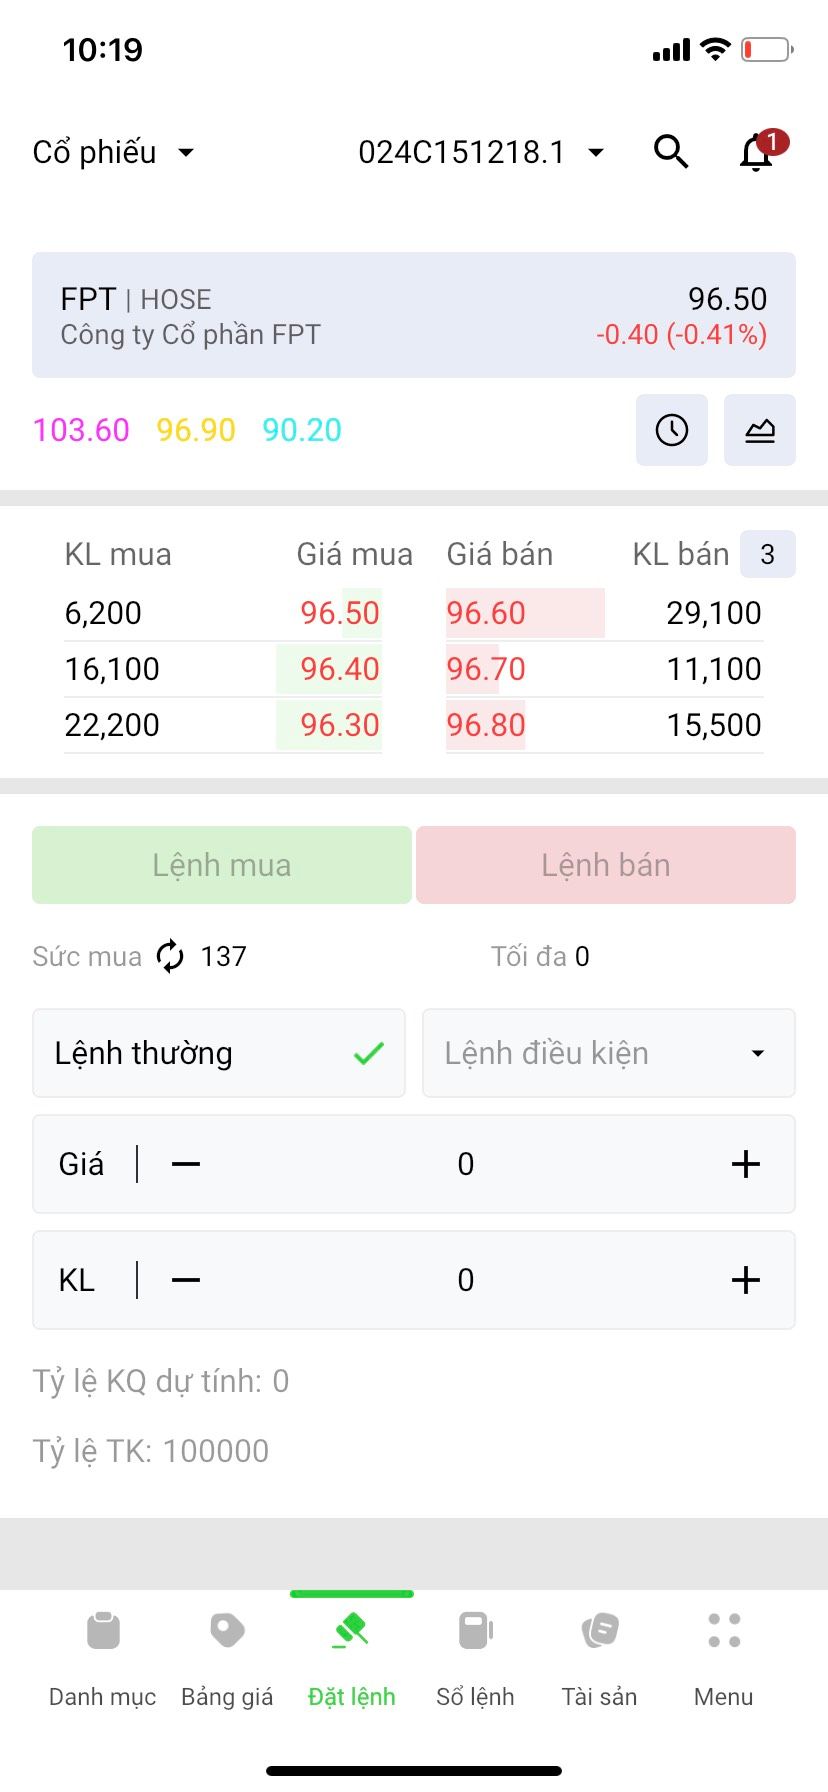 10:19
Cổ phiếu 024C151218.1 1
FPT | HOSE 96.50
Công ty Cổ phần FPT -0.40 (-0.41%)
103.60 96.90 90.20
KL mua Giá mua Giá bán KL bán 3
6,200 96.50 96.60 29,100
16,100 96.40 96.70 11,100
22,200 96.30 96.80 15,500
Lệnh mua Lệnh bán
Sức mua 137 Tối đa 0
Lệnh thường Lệnh điều kiện
Giá 0
KL 0
Tỷ lệ KQ dự tính: 0
Tỷ lệ TK: 100000
Danh mục Bảng giá Đặt lệnh Sổ lệnh Tài sản Menu